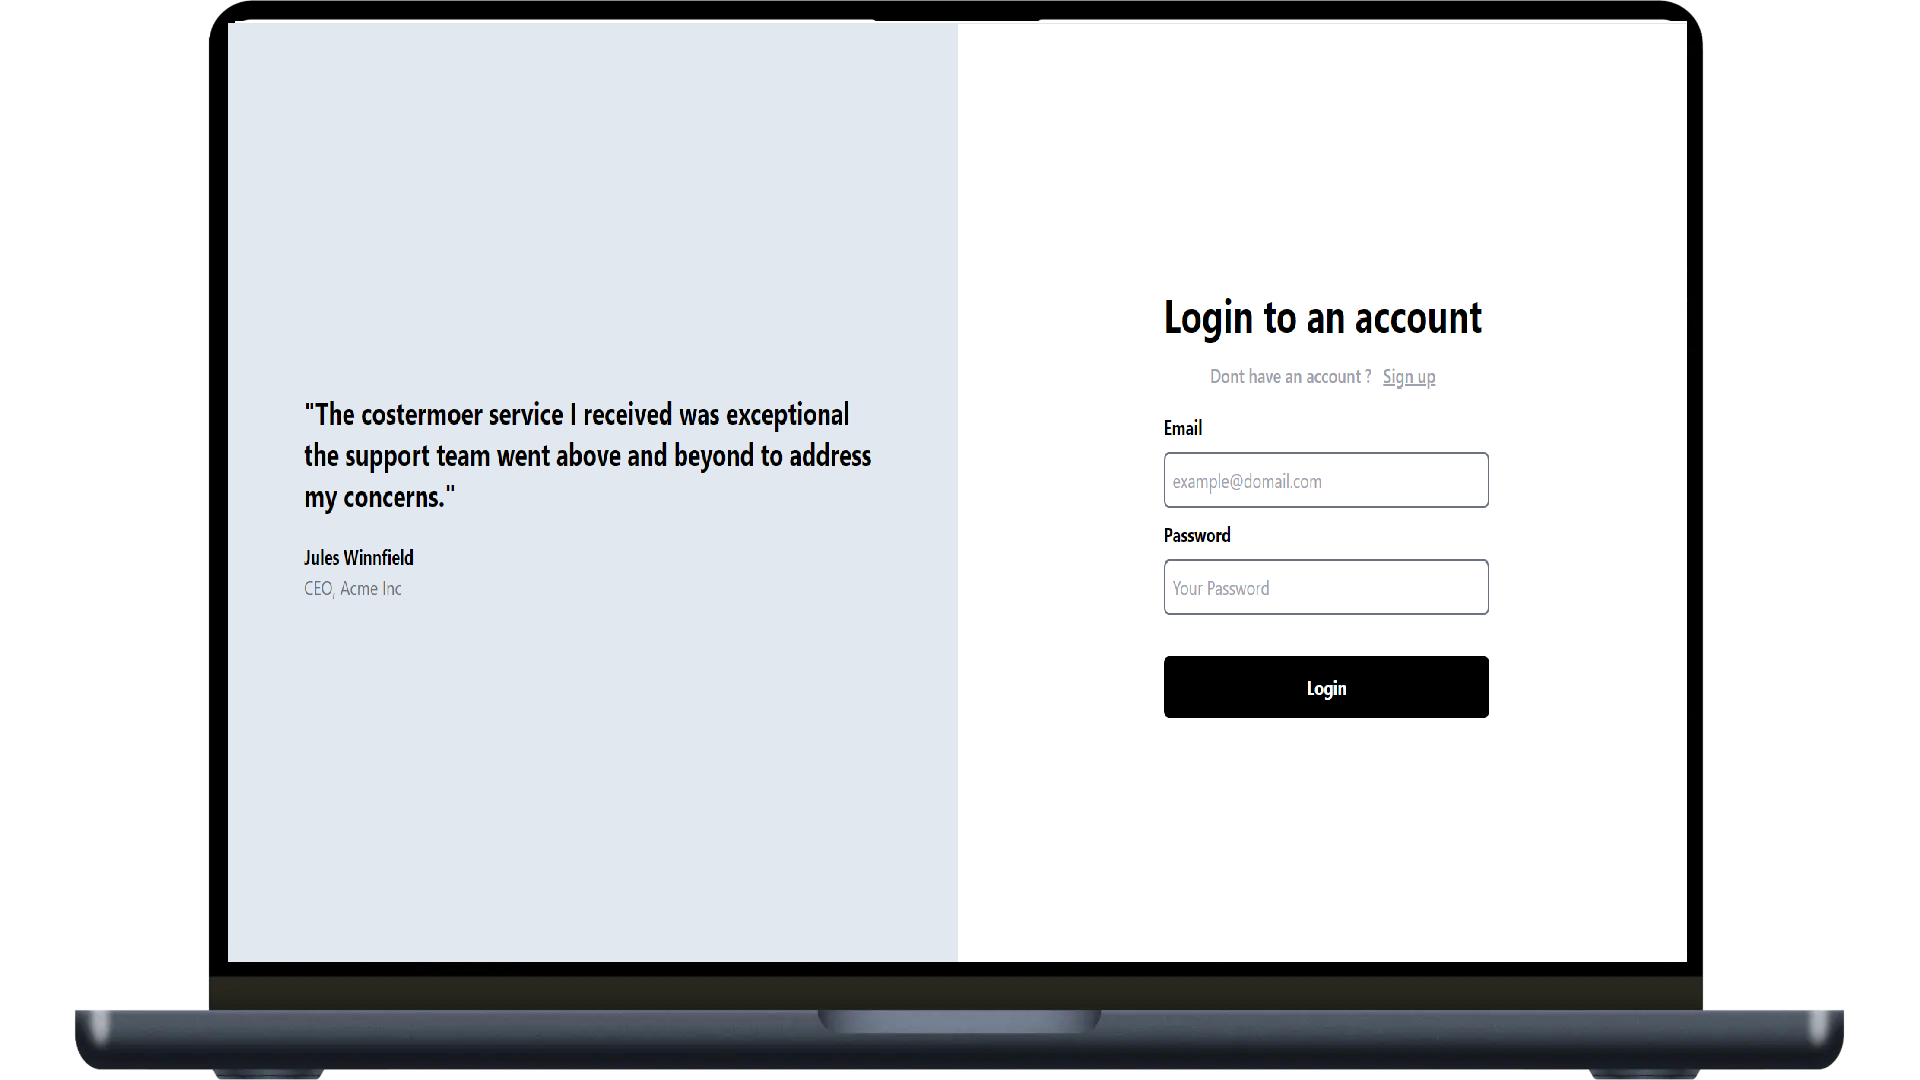 "The costermoer service I received was exceptional
the support team went above and beyond to address
my concerns."
Jules Winnfield
CEO, Acme Inc
Login to an account
Dont have an account ? Sign up
Email
example@domail.com
Password
Your Password
Login